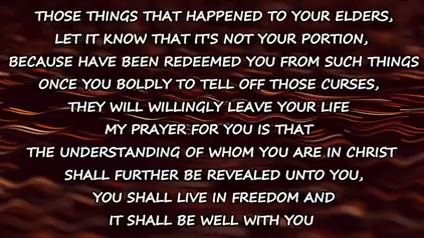 THOSE THINGS THAT HAPPENED TO YOUR ELDERS,
LET IT KNOW THAT IT'S NOT YOUR PORTION,
BECAUSE HAVE BEEN REDEEMED YOU FROM SUCH THINGS
ONCE YOU BOLDLY TO TELL OFF THOSE CURSES,
THEY WILL WILLINGLY LEAVE YOUR LIFE
MY PRAYER FOR YOU IS THAT
THE UNDERSTANDING OF WHOM YOU ARE IN CHRIST
SHALL FURTHER BE REVEALED UNTO YOU,
YOU SHALL LIVE IN FREEDOM AND
IT SHALL BE WELL WITH YOU